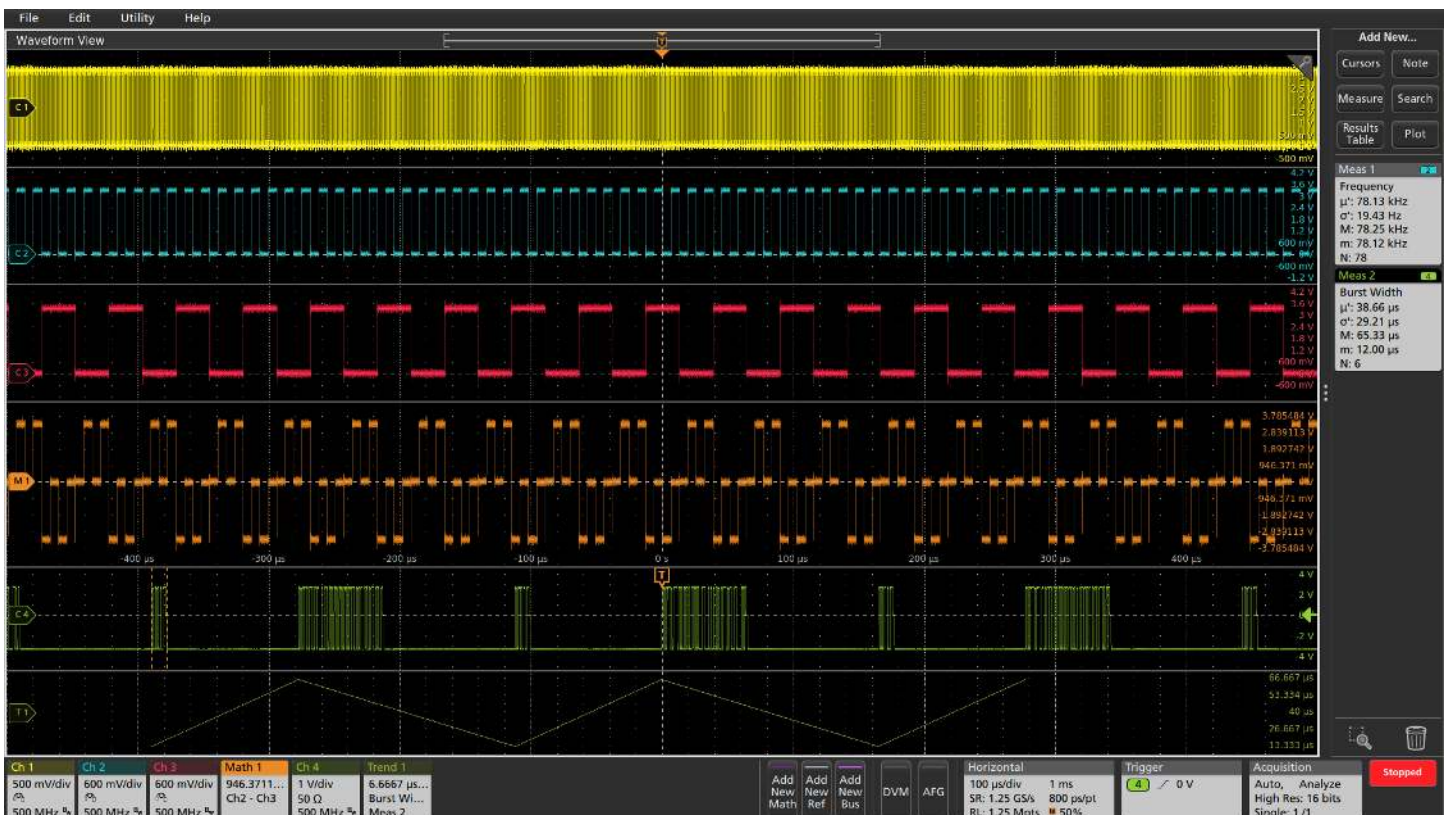 File Edit Utility Help
Waveform View
Add New...
Cursors Note
Measure Search
Results Table Plot
C1
2.5 V
2 V
1.5 V
500 mV
-500 mV
C2
4.2 V
3.6 V
3 V
2.4 V
1.8 V
1.2 V
600 mV
-600 mV
-1.2 V
C3
4.2 V
3.6 V
3 V
2.4 V
1.8 V
1.2 V
600 mV
-600 mV
M1
3.785484 V
2.839113 V
1.892742 V
946.371 mV
-946.371 mV
-1.892742 V
-2.839113 V
-3.785484 V
-400 µs -300 µs -200 µs -100 µs 0 s 100 µs 200 µs 300 µs 400 µs
T
C4
4 V
2 V
-2 V
-4 V
T1
66.667 µs
53.334 µs
40 µs
26.667 µs
13.333 µs
Meas 1
Frequency
µ': 78.13 kHz
σ': 19.43 Hz
M: 78.25 kHz
m: 78.12 kHz
N: 78
Meas 2 4
Burst Width
µ': 38.66 µs
σ': 29.21 µs
M: 65.33 µs
m: 12.00 µs
N: 6
Ch 1
500 mV/div
500 MHz
Ch 2
600 mV/div
500 MHz
Ch 3
600 mV/div
500 MHz
Math 1
946.3711...
Ch2 - Ch3
Ch 4
1 V/div
50 Ω
500 MHz
Trend 1
6.6667 µs...
Burst Wi...
Meas 2
Add New Math
Add New Ref
Add New Bus
DVM
AFG
Horizontal
100 µs/div 1 ms
SR: 1.25 GS/s 800 ps/pt
RL: 1.25 Mpts 50%
Trigger
4 0 V
Acquisition
Auto, Analyze
High Res: 16 bits
Single: 1 /1
Stopped